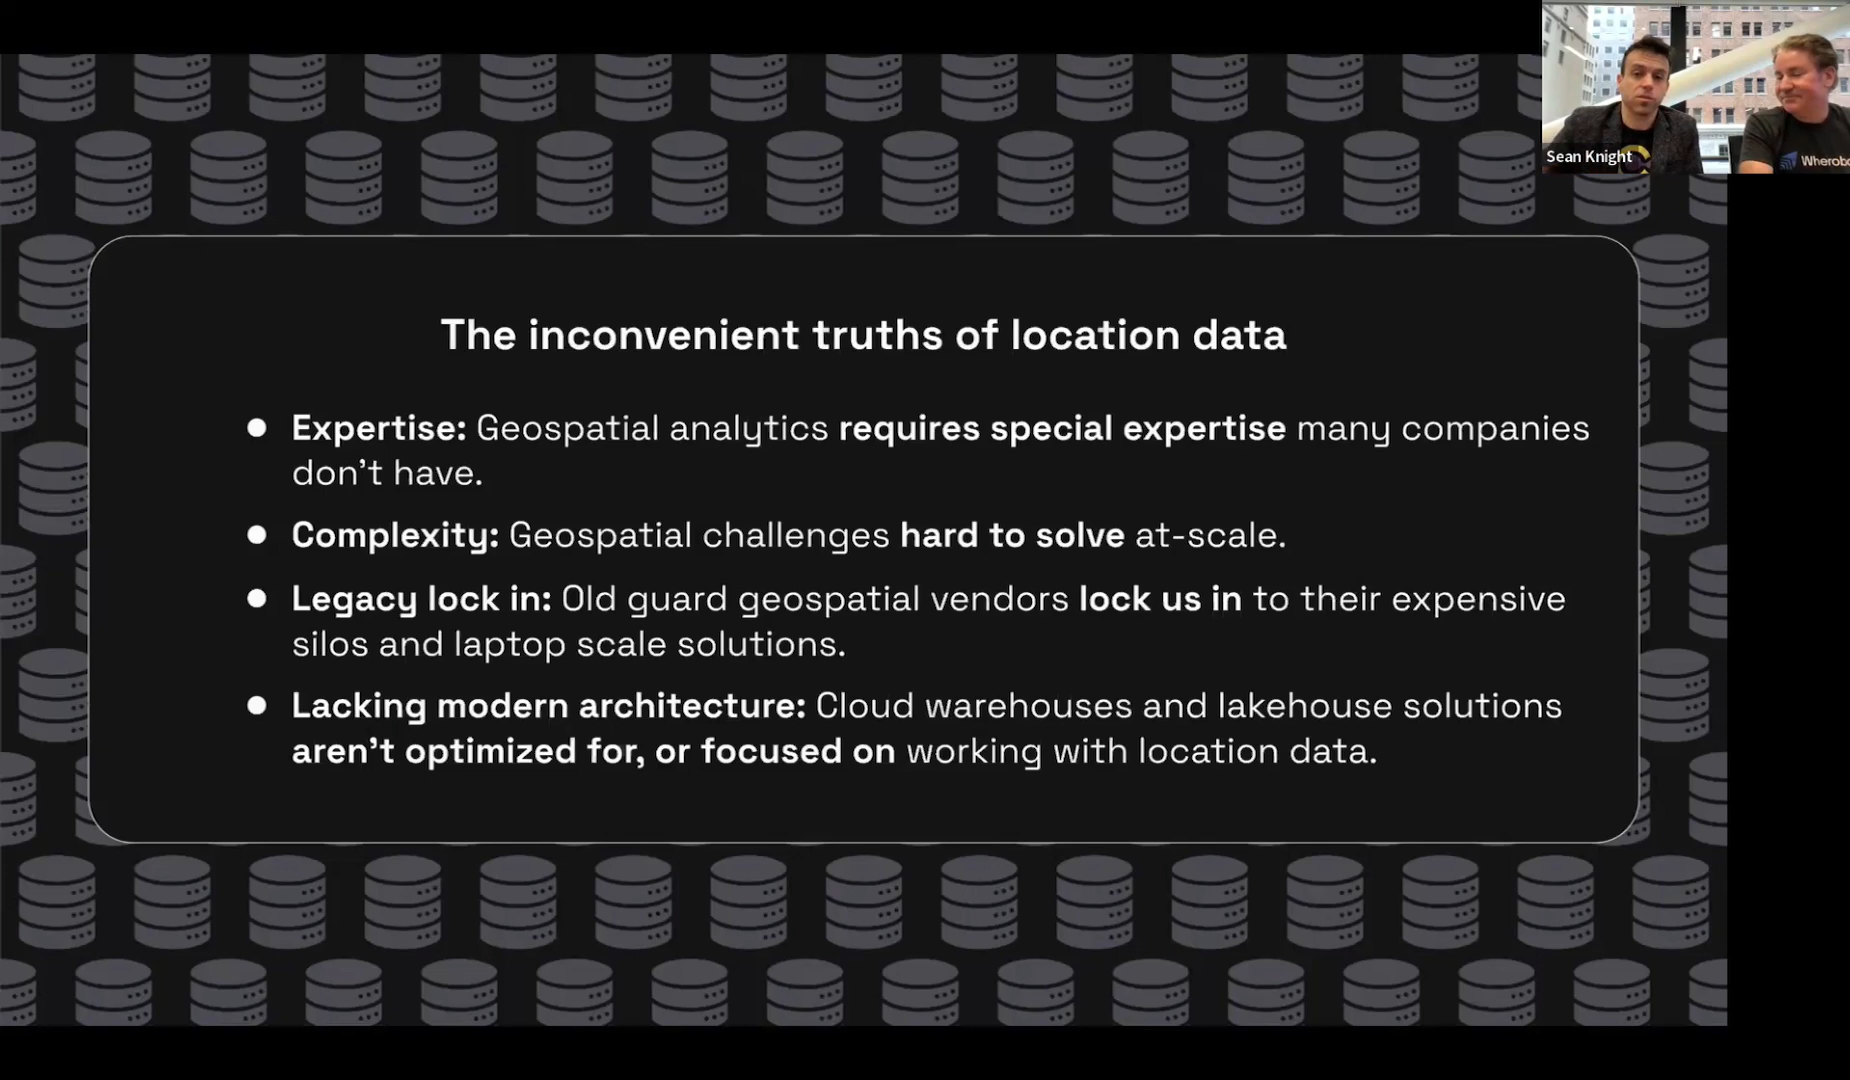 The inconvenient truths of location data
● Expertise: Geospatial analytics requires special expertise many companies
don't have.
● Complexity: Geospatial challenges hard to solve at-scale.
● Legacy lock in: Old guard geospatial vendors lock us in to their expensive
silos and laptop scale solutions.
● Lacking modern architecture: Cloud warehouses and lakehouse solutions
aren't optimized for, or focused on working with location data.
Sean Knight